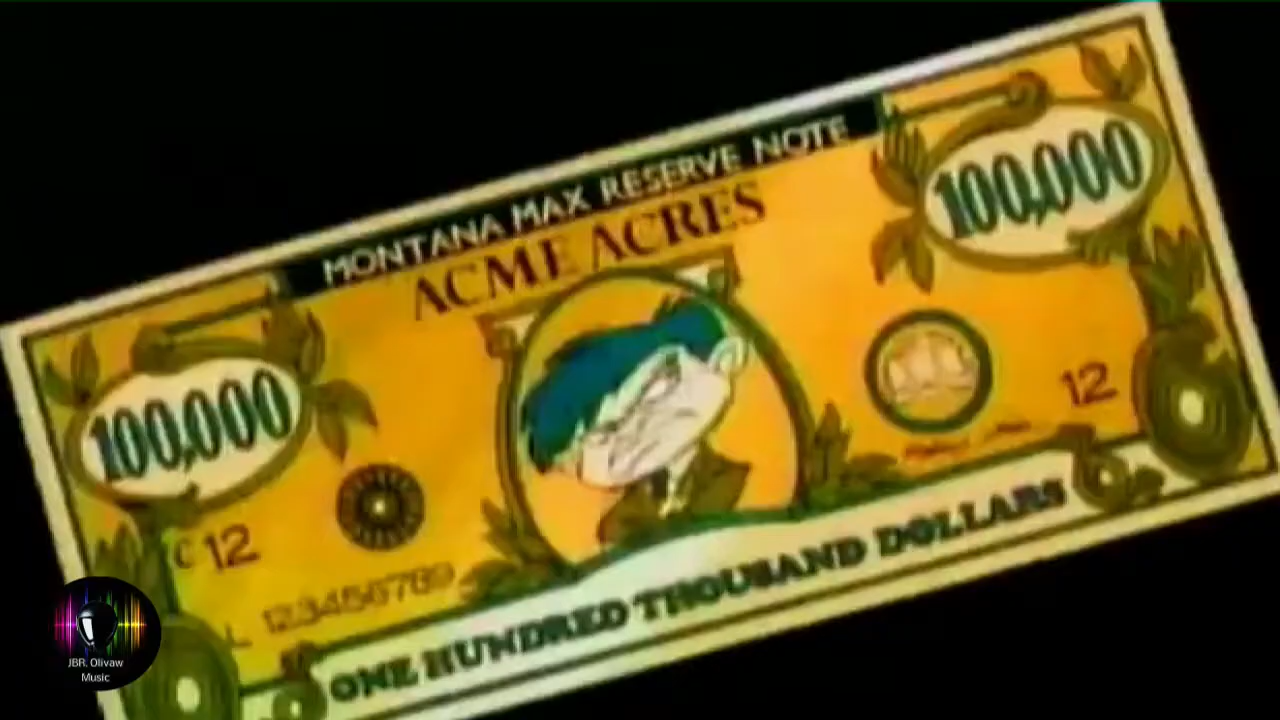 MONTANA MAX RESERVE NOTE
ACME ACRES
100,000
100,000
12
12
L 123456789
ONE HUNDRED THOUSAND DOLLARS
JBR. Olivaw
Music